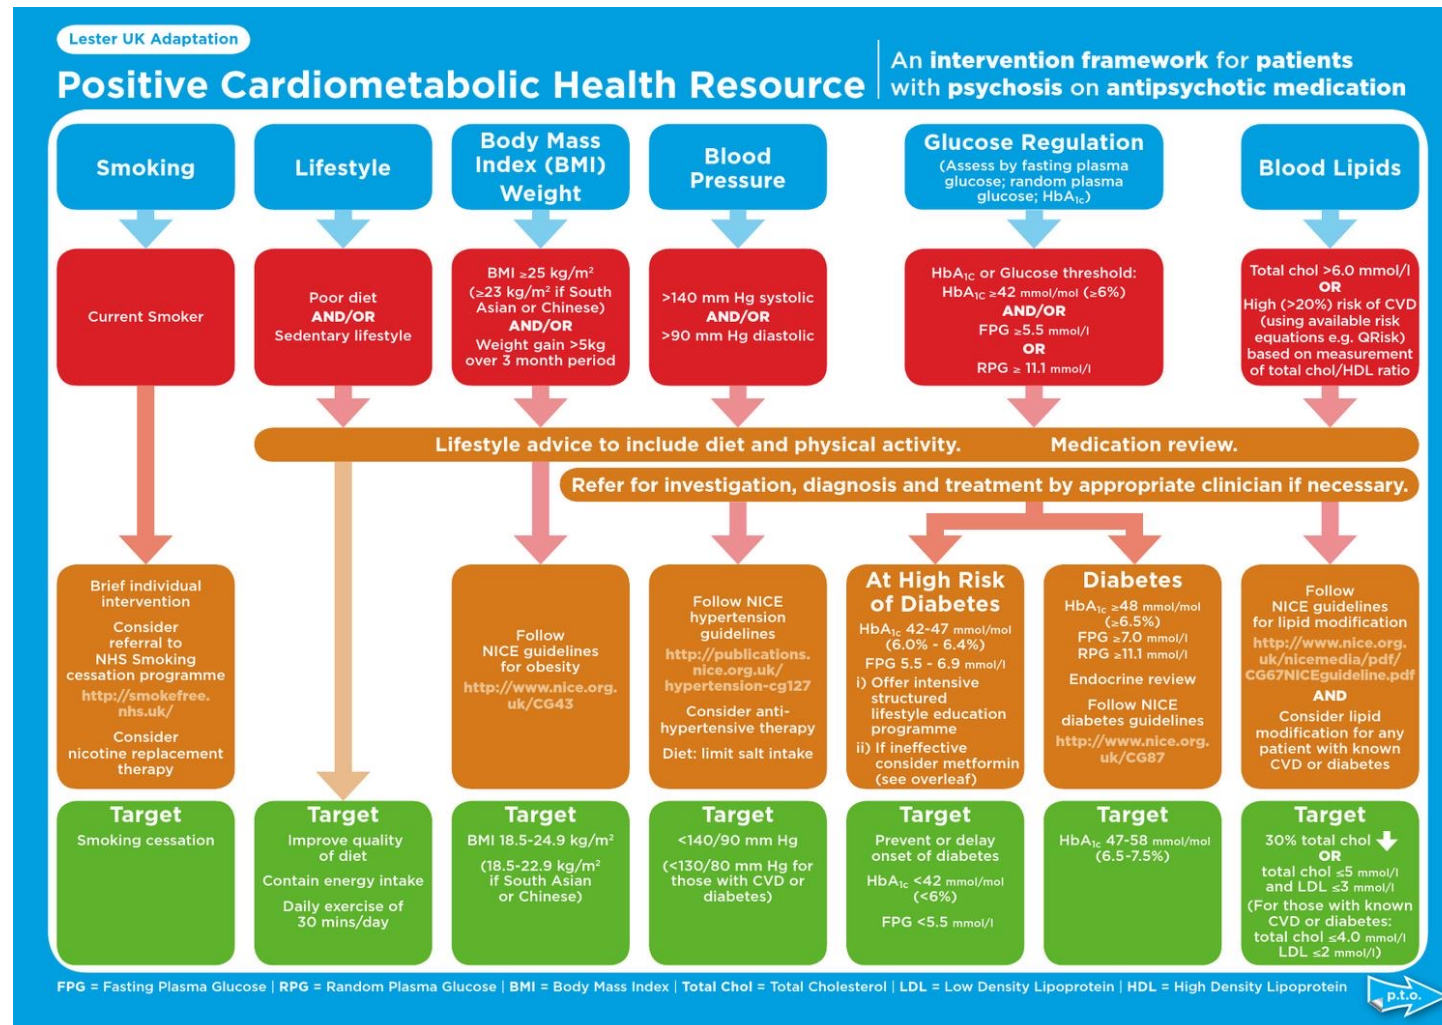 Lester UK Adaptation
Positive Cardiometabolic Health Resource
An intervention framework for patients
with psychosis on antipsychotic medication
Smoking
Lifestyle
Body Mass
Index (BMI)
Weight
Blood
Pressure
Glucose Regulation
(Assess by fasting plasma
glucose; random plasma
glucose; HbA1c)
Blood Lipids
Current Smoker
Poor diet
AND/OR
Sedentary lifestyle
BMI ≥25 kg/m²
(≥23 kg/m² if South
Asian or Chinese)
AND/OR
Weight gain >5kg
over 3 month period
>140 mm Hg systolic
AND/OR
>90 mm Hg diastolic
HbA1C or Glucose threshold:
HbA1C ≥42 mmol/mol (≥6%)
AND/OR
FPG ≥5.5 mmol/l
OR
RPG ≥ 11.1 mmol/l
Total chol >6.0 mmol/l
OR
High (>20%) risk of CVD
(using available risk
equations e.g. QRisk)
based on measurement
of total chol/HDL ratio
Lifestyle advice to include diet and physical activity. Medication review.
Refer for investigation, diagnosis and treatment by appropriate clinician if necessary.
Brief individual
intervention
Consider
referral to
NHS Smoking
cessation programme
http://smokefree.
nhs.uk/
Consider
nicotine replacement
therapy
Follow
NICE guidelines
for obesity
http://www.nice.org.
uk/CG43
Follow NICE
hypertension
guidelines
http://publications.
nice.org.uk/
hypertension-cg127
Consider anti-
hypertensive therapy
Diet: limit salt intake
At High Risk
of Diabetes
HbA1c 42-47 mmol/mol
(6.0% - 6.4%)
FPG 5.5 - 6.9 mmol/l
i) Offer intensive
structured
lifestyle education
programme
ii) If ineffective
consider metformin
(see overleaf)
Diabetes
HbA1c ≥48 mmol/mol
(≥6.5%)
FPG ≥7.0 mmol/l
RPG ≥11.1 mmol/l
Endocrine review
Follow NICE
diabetes guidelines
http://www.nice.org.
uk/CG87
Follow
NICE guidelines
for lipid modification
http://www.nice.org.
uk/nicemedia/pdf/
CG67NICEguideline.pdf
AND
Consider lipid
modification for any
patient with known
CVD or diabetes
Target
Smoking cessation
Target
Improve quality
of diet
Contain energy intake
Daily exercise of
30 mins/day
Target
BMI 18.5-24.9 kg/m²
(18.5-22.9 kg/m²
if South Asian
or Chinese)
Target
<140/90 mm Hg
(<130/80 mm Hg for
those with CVD or
diabetes)
Target
Prevent or delay
onset of diabetes
HbA1c <42 mmol/mol
(<6%)
FPG <5.5 mmol/l
Target
HbA1c 47-58 mmol/mol
(6.5-7.5%)
Target
30% total chol
OR
total chol ≤5 mmol/l
and LDL ≤3 mmol/l
(For those with known
CVD or diabetes:
total chol ≤4.0 mmol/l
LDL ≤2 mmol/l)
FPG = Fasting Plasma Glucose | RPG = Random Plasma Glucose | BMI = Body Mass Index | Total Chol = Total Cholesterol | LDL = Low Density Lipoprotein | HDL = High Density Lipoprotein
p.t.o.